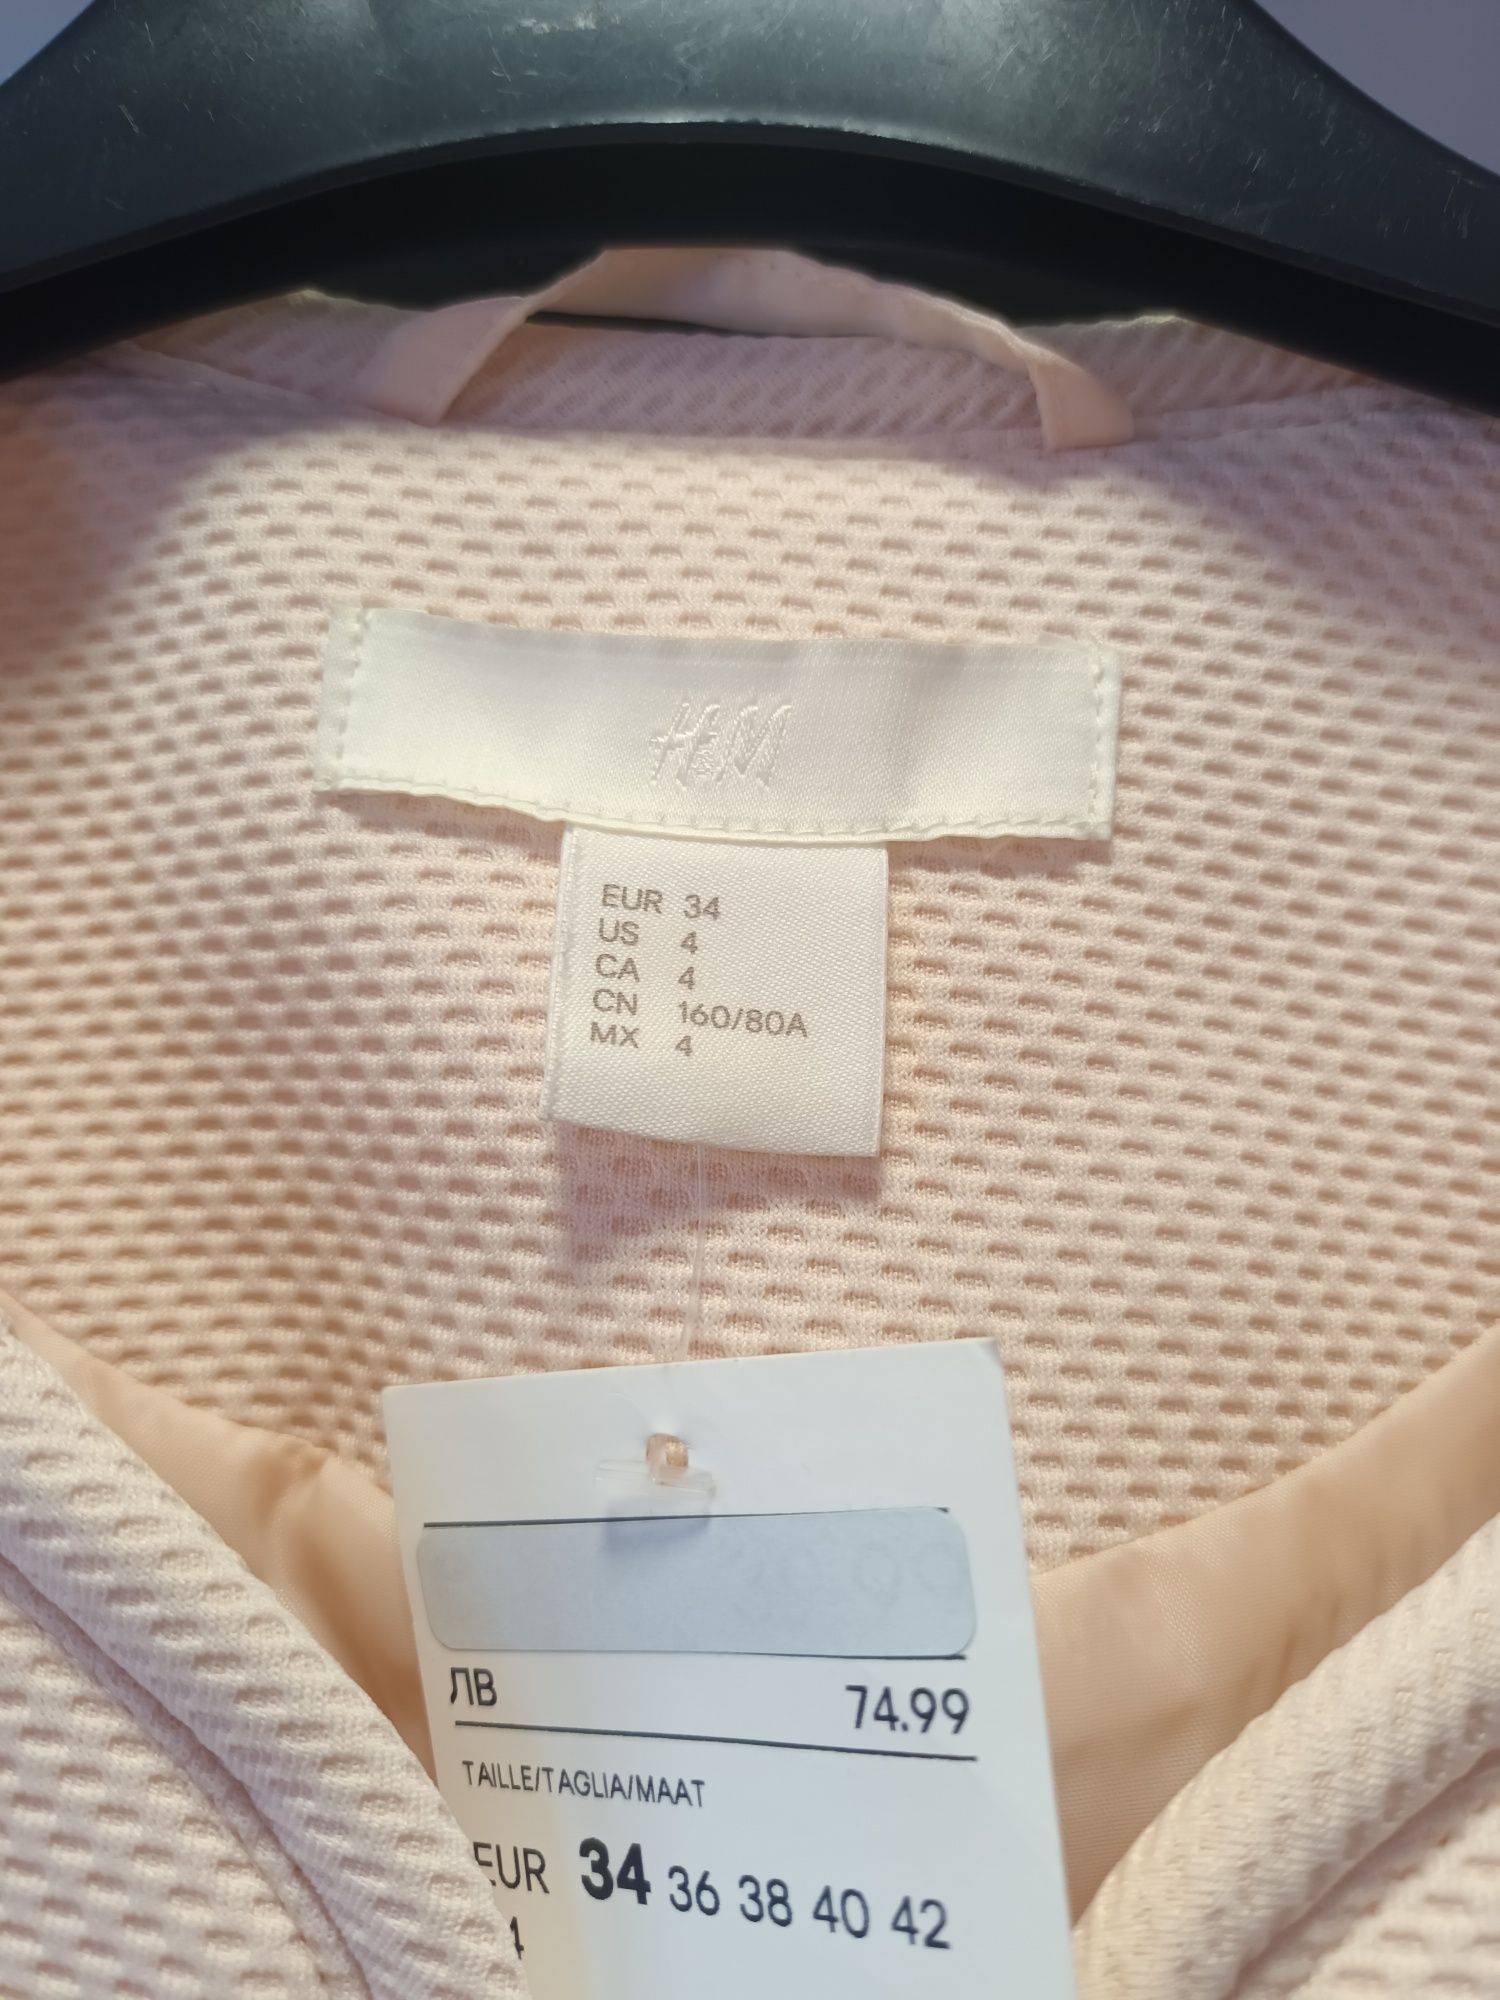 H&M
EUR 34
US 4
CA 4
CN 160/80A
MX 4
ЛВ 74.99
TAILLE/TAGLIA/MAAT
EUR 34 36 38 40 42